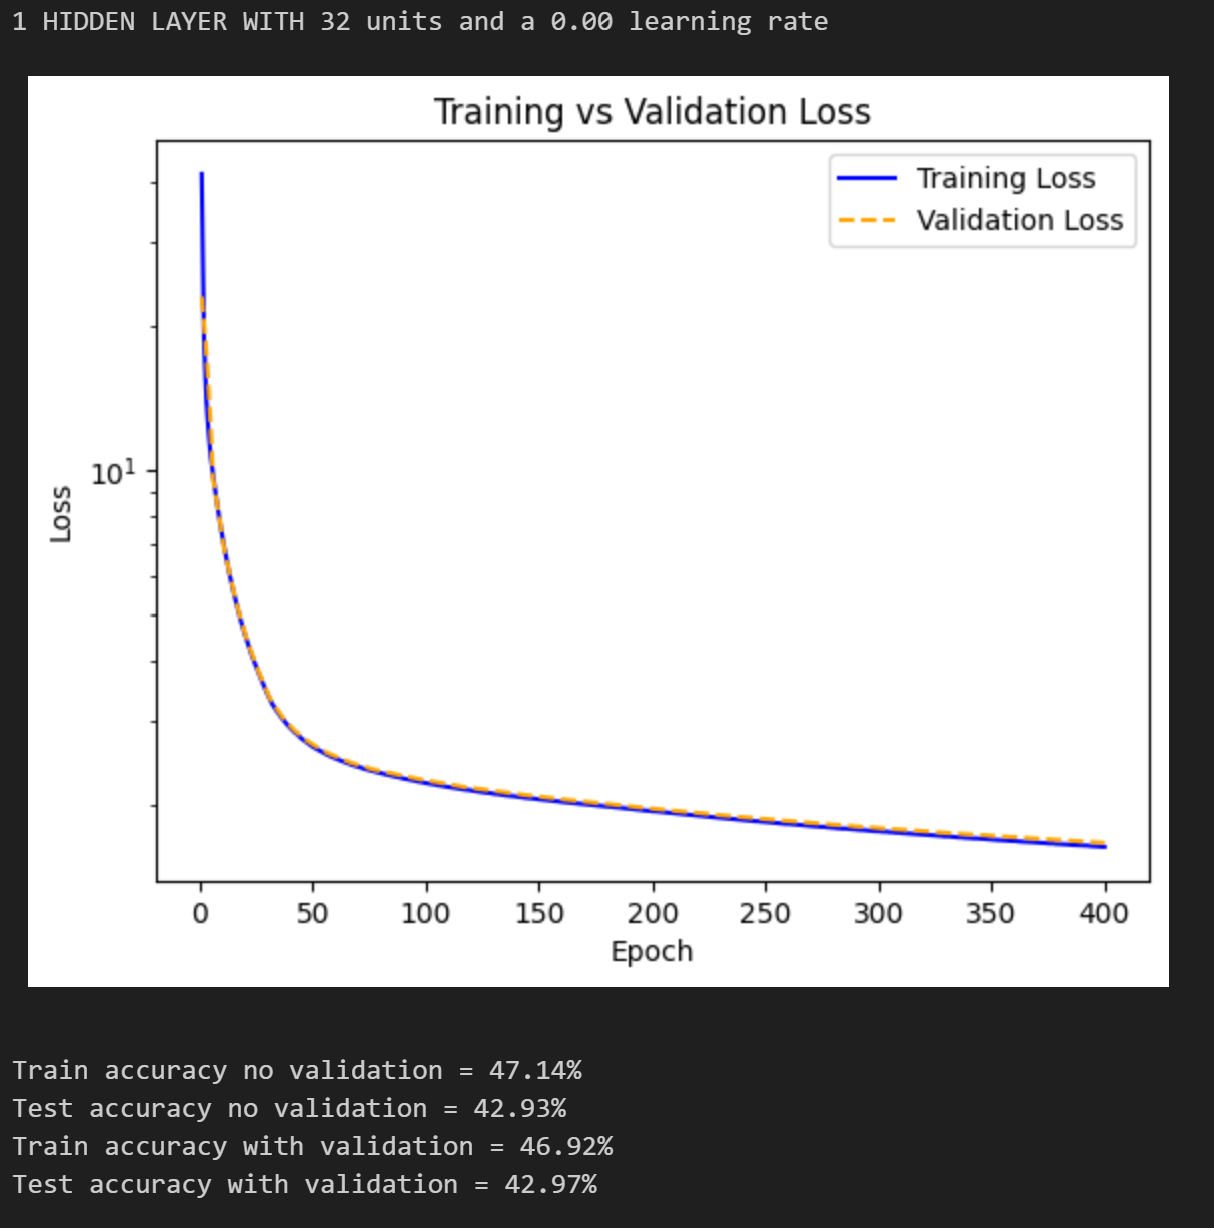 1 HIDDEN LAYER WITH 32 units and a 0.00 learning rate
Training vs Validation Loss
Training Loss
Validation Loss
10¹
Loss
0 50 100 150 200 250 300 350 400
Epoch
Train accuracy no validation = 47.14%
Test accuracy no validation = 42.93%
Train accuracy with validation = 46.92%
Test accuracy with validation = 42.97%